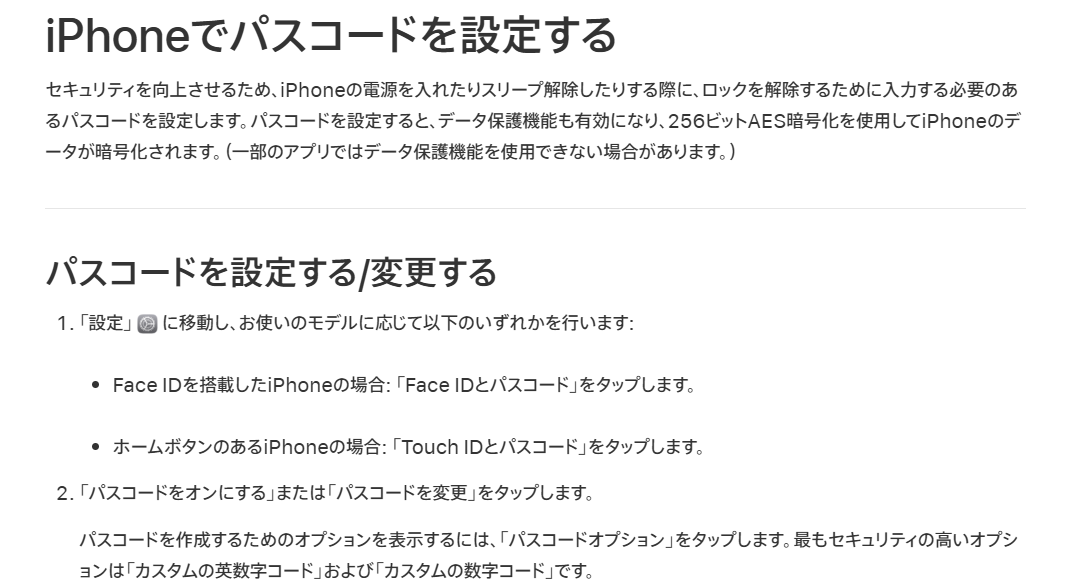 iPhoneでパスコードを設定する
セキュリティを向上させるため、iPhoneの電源を入れたりスリープ解除したりする際に、ロックを解除するために入力する必要のあ
るパスコードを設定します。パスコードを設定すると、データ保護機能も有効になり、256ビットAES暗号化を使用してiPhoneのデ
ータが暗号化されます。(一部のアプリではデータ保護機能を使用できない場合があります。)
パスコードを設定する/変更する
1. 「設定」 に移動し、お使いのモデルに応じて以下のいずれかを行います:
• Face IDを搭載したiPhoneの場合: 「Face IDとパスコード」をタップします。
• ホームボタンのあるiPhoneの場合: 「Touch IDとパスコード」をタップします。
2. 「パスコードをオンにする」または「パスコードを変更」をタップします。
パスコードを作成するためのオプションを表示するには、「パスコードオプション」をタップします。最もセキュリティの高いオプシ
ョンは「カスタムの英数字コード」および「カスタムの数字コード」です。